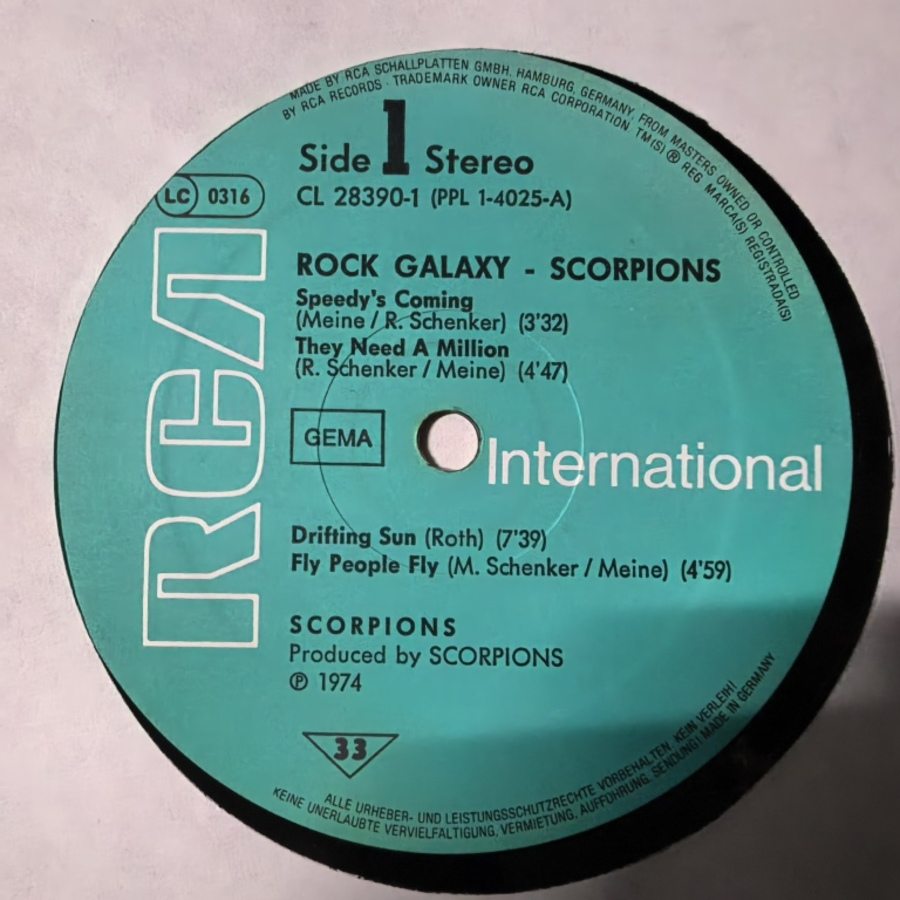 MADE BY RCA SCHALLPLATTEN GMBH, HAMBURG, GERMANY, FROM MASTERS OWNED OR CONTROLLED
BY RCA RECORDS · TRADEMARK OWNER RCA CORPORATION TM(S) ® REG MARCA(S) REGISTRADA(S)
Side 1 Stereo
LC 0316
CL 28390-1 (PPL 1-4025-A)
RCA
ROCK GALAXY - SCORPIONS
Speedy's Coming
(Meine / R. Schenker) (3'32)
They Need A Million
(R. Schenker / Meine) (4'47)
GEMA
International
Drifting Sun (Roth) (7'39)
Fly People Fly (M. Schenker / Meine) (4'59)
SCORPIONS
Produced by SCORPIONS
℗ 1974
33
ALLE URHEBER- UND LEISTUNGSSCHUTZRECHTE VORBEHALTEN. KEIN VERLEIH!
KEINE UNERLAUBTE VERVIELFÄLTIGUNG, VERMIETUNG, AUFFÜHRUNG, SENDUNG! MADE IN GERMANY